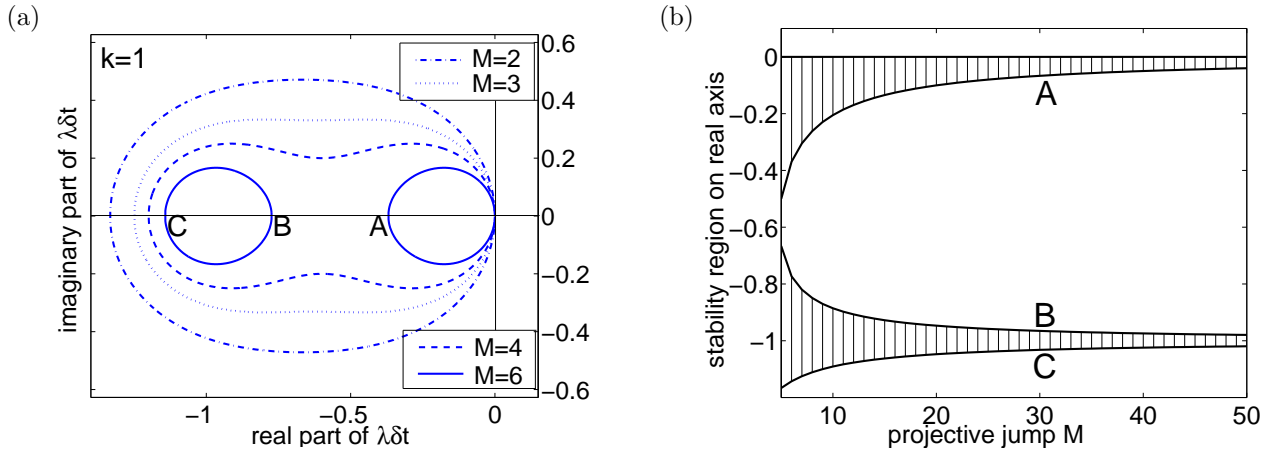 (a)
k=1
M=2
M=3
M=4
M=6
C
B
A
0.6
0.4
0.2
0
−0.2
−0.4
−0.6
−1
−0.5
0
imaginary part of λδt
real part of λδt
(b)
0
−0.2
−0.4
−0.6
−0.8
−1
A
B
C
10
20
30
40
50
stability region on real axis
projective jump M